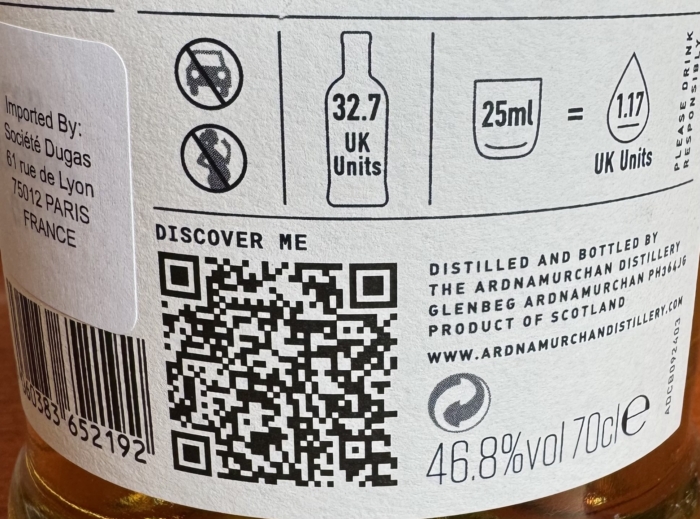 Imported By:
Société Dugas
61 rue de Lyon
75012 PARIS
FRANCE
32.7
UK
Units
25ml
=
1.17
UK Units
PLEASE DRINK
RESPONSIBLY
DISCOVER ME
DISTILLED AND BOTTLED BY
THE ARDNAMURCHAN DISTILLERY
GLENBEG ARDNAMURCHAN PH364JG
PRODUCT OF SCOTLAND
WWW.ARDNAMURCHANDISTILLERY.COM
ADCB092403
652192
46.8%vol 70cl e